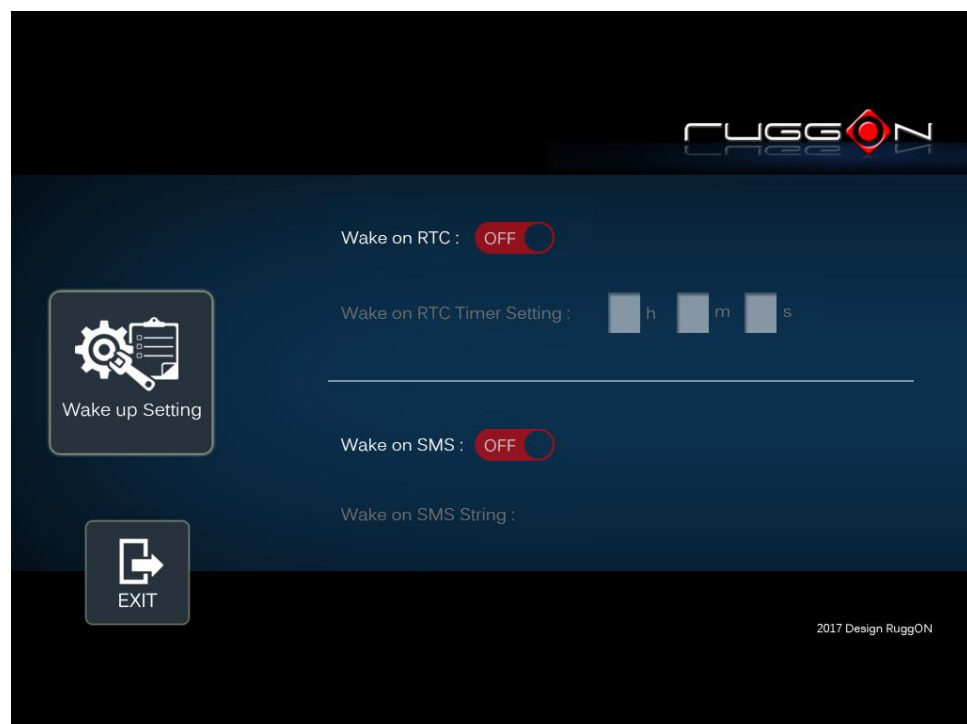 ruggON
Wake on RTC : OFF
Wake on RTC Timer Setting : h m s
Wake up Setting
Wake on SMS : OFF
Wake on SMS String :
EXIT
2017 Design RuggON